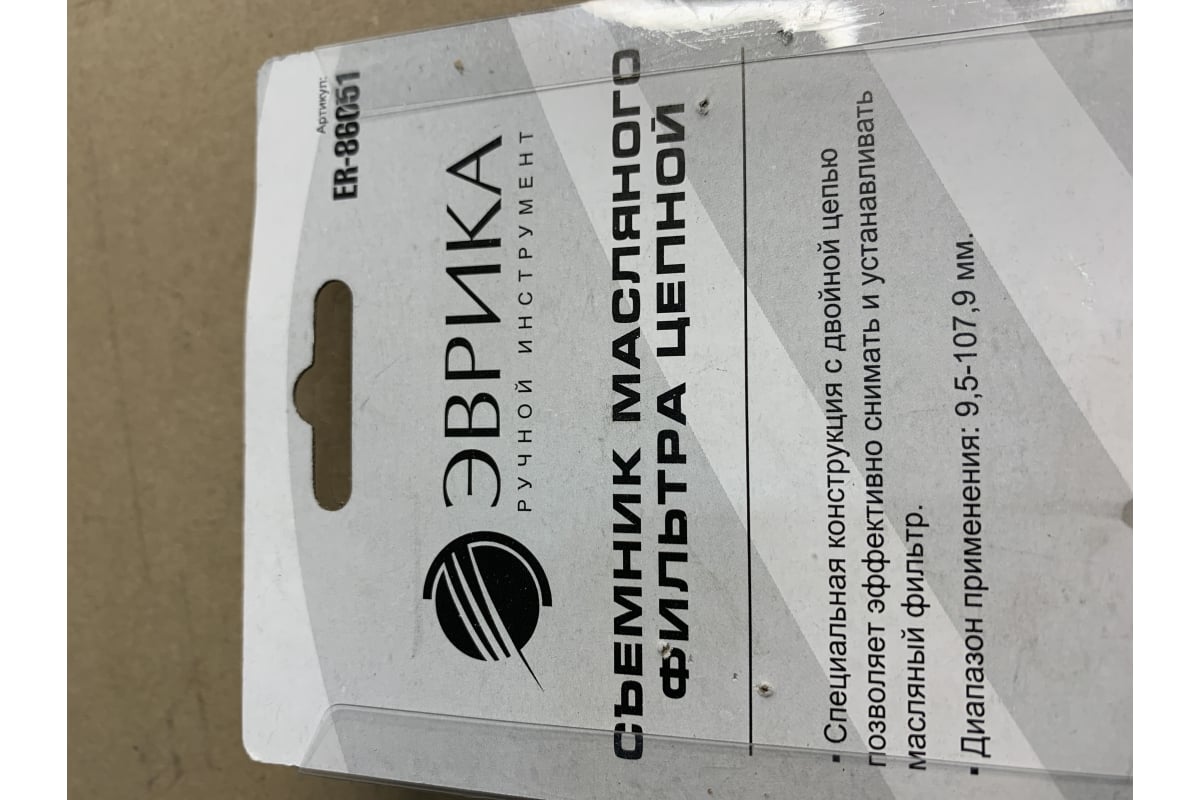 Артикул:
ER-86051
ЭВРИКА
РУЧНОЙ ИНСТРУМЕНТ
СЪЕМНИК МАСЛЯНОГО
ФИЛЬТРА ЦЕПНОЙ
• Специальная конструкция с двойной цепью
позволяет эффективно снимать и устанавливать
масляный фильтр.
• Диапазон применения: 9,5-107,9 мм.